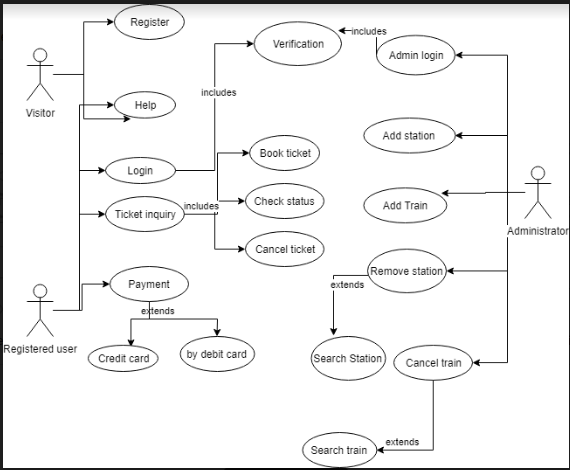 Register
Verification
includes
Admin login
Visitor
Help
includes
Add station
Book ticket
Login
Check status
Ticket inquiry
includes
Add Train
Administrator
Cancel ticket
Remove station
Payment
extends
extends
Registered user
Credit card
by debit card
Search Station
Cancel train
Search train
extends